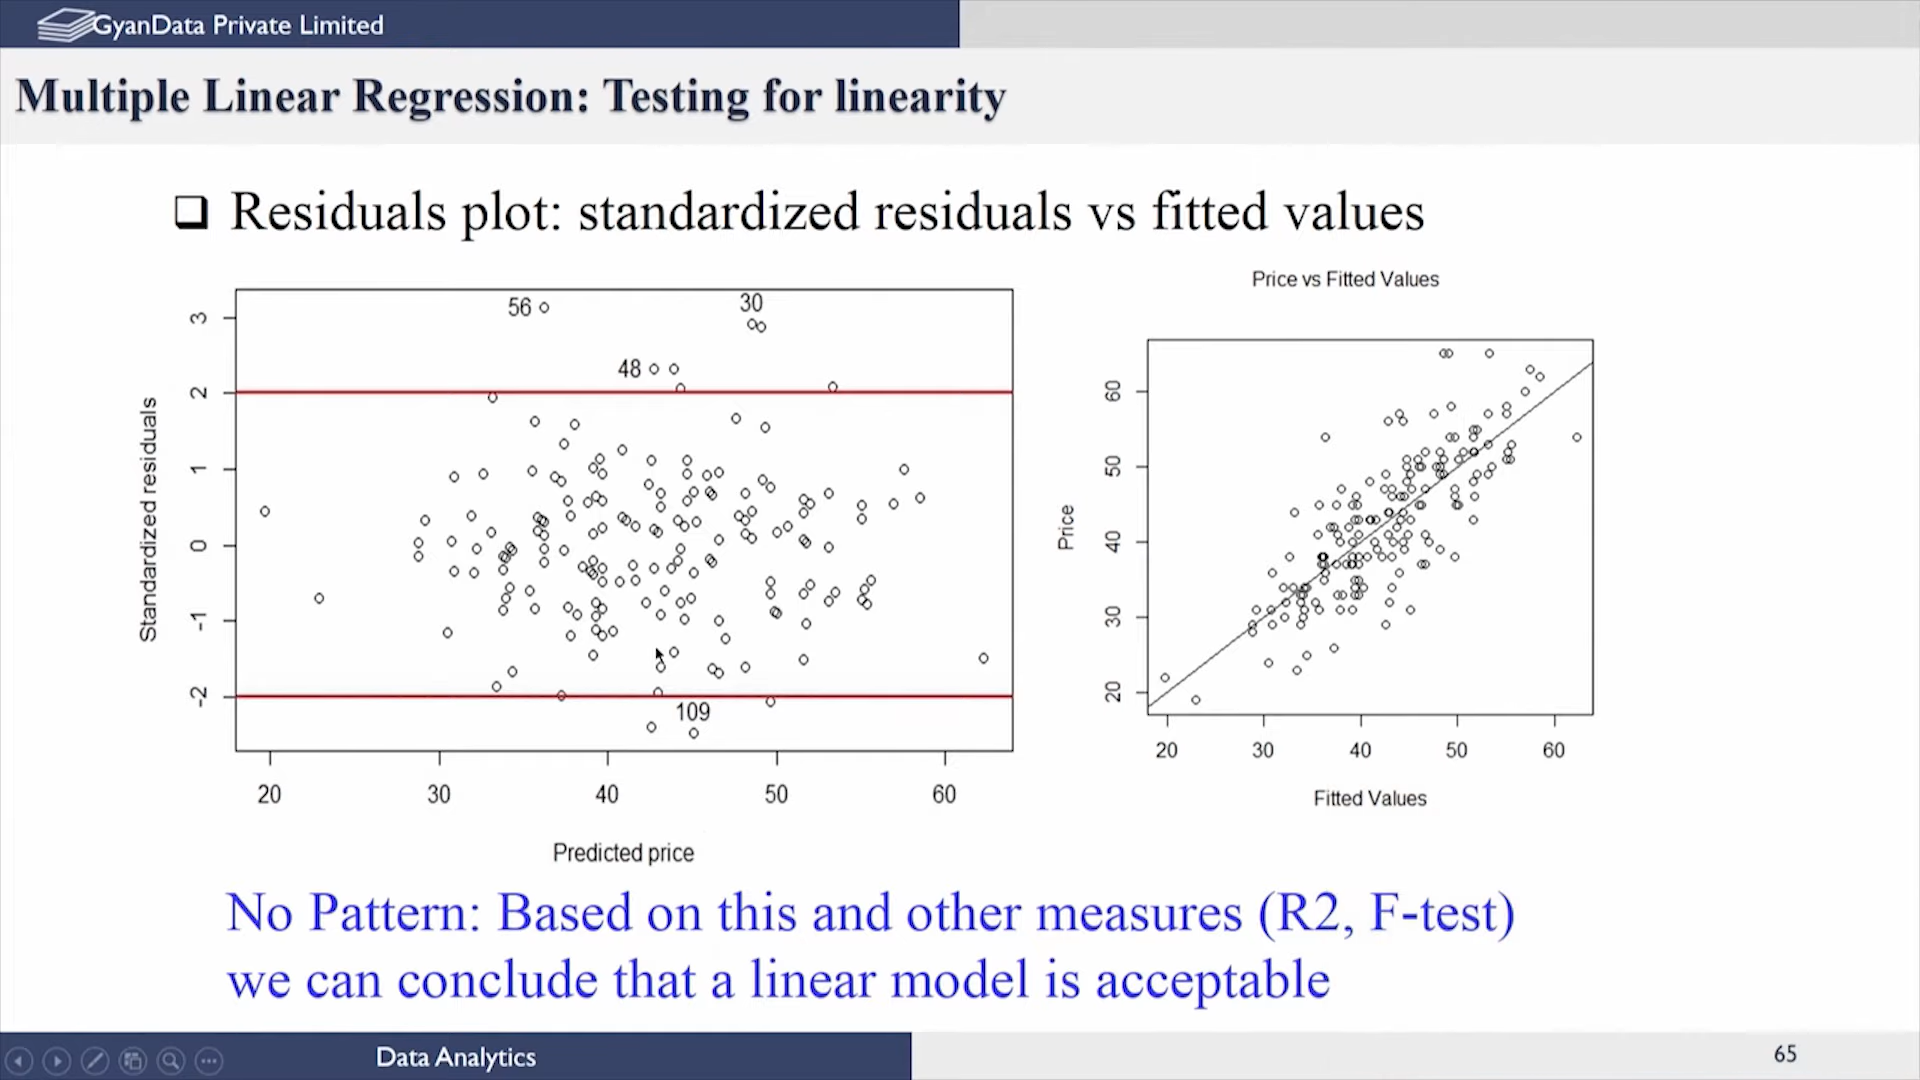 GyanData Private Limited
Multiple Linear Regression: Testing for linearity
❑ Residuals plot: standardized residuals vs fitted values
Standardized residuals
3
2
1
0
-1
-2
56
30
48
109
20 30 40 50 60
Predicted price
Price vs Fitted Values
Price
60
50
40
30
20
20 30 40 50 60
Fitted Values
No Pattern: Based on this and other measures (R2, F-test)
we can conclude that a linear model is acceptable
Data Analytics
65